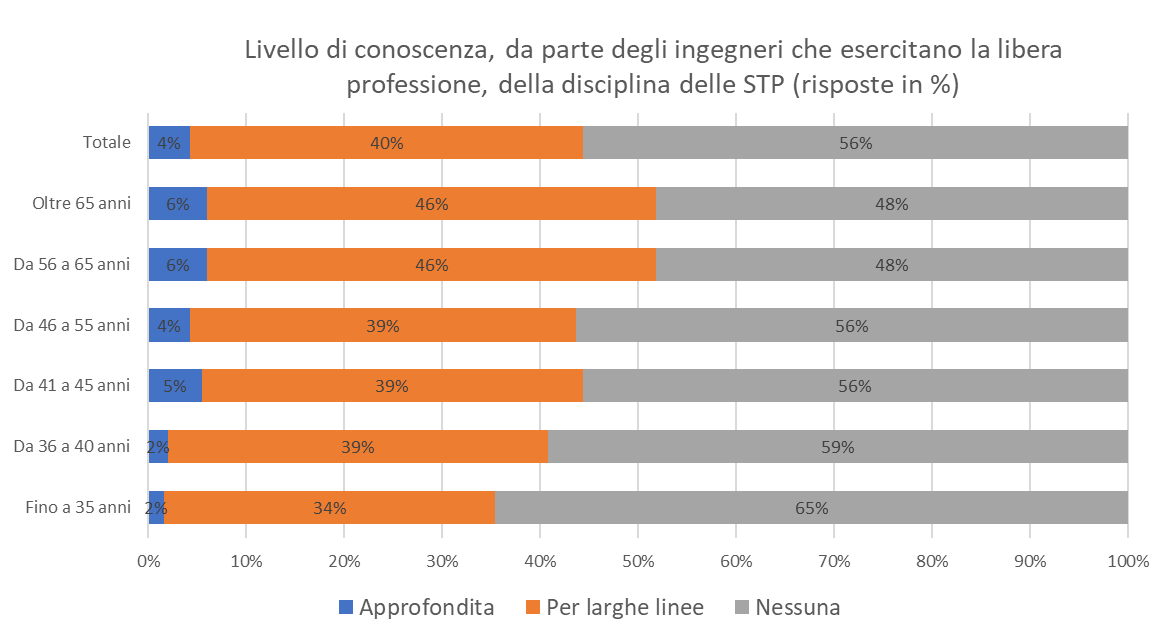 Livello di conoscenza, da parte degli ingegneri che esercitano la libera
professione, della disciplina delle STP (risposte in %)
Totale 4% 40% 56%
Oltre 65 anni 6% 46% 48%
Da 56 a 65 anni 6% 46% 48%
Da 46 a 55 anni 4% 39% 56%
Da 41 a 45 anni 5% 39% 56%
Da 36 a 40 anni 2% 39% 59%
Fino a 35 anni 2% 34% 65%
0% 10% 20% 30% 40% 50% 60% 70% 80% 90% 100%
Approfondita Per larghe linee Nessuna